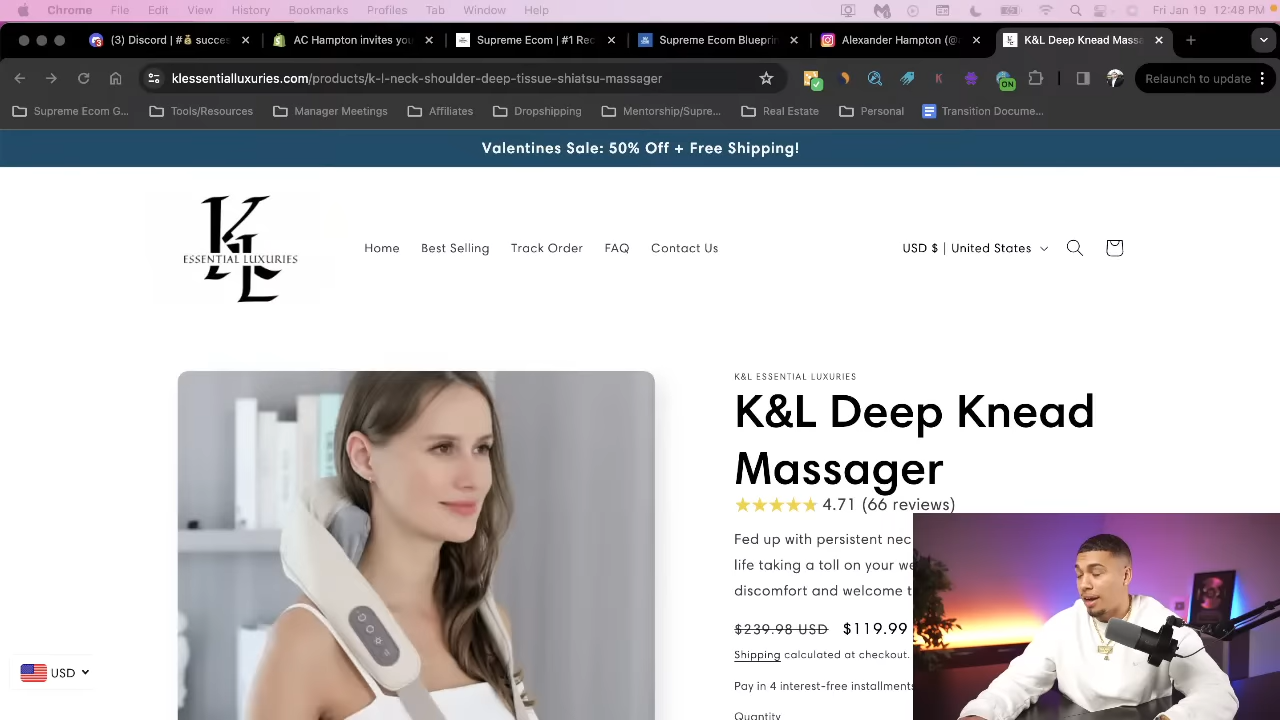 Chrome File Edit View History Bookmarks Profiles Tab Window Help Fri Jan 19 12:48 PM
(3) Discord | #💰 succes AC Hampton invites you Supreme Ecom | #1 Rec Supreme Ecom Blueprin Alexander Hampton (@ K&L Deep Knead Massa
klessentialluxuries.com/products/k-l-neck-shoulder-deep-tissue-shiatsu-massager ON Relaunch to update
Supreme Ecom G... Tools/Resources Manager Meetings Affiliates Dropshipping Mentorship/Supre... Real Estate Personal Transition Docume...
Valentines Sale: 50% Off + Free Shipping!
KL
ESSENTIAL LUXURIES
Home Best Selling Track Order FAQ Contact Us USD $ | United States
K&L ESSENTIAL LUXURIES
K&L Deep Knead
Massager
4.71 (66 reviews)
Fed up with persistent nec
life taking a toll on your we
discomfort and welcome t
$239.98 USD $119.99
Shipping calculated at checkout.
Pay in 4 interest-free installments
Quantity
USD